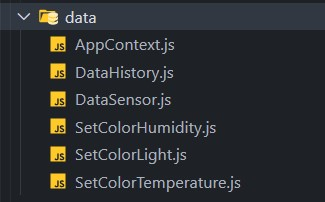 data
JS AppContext.js
JS DataHistory.js
JS DataSensor.js
JS SetColorHumidity.js
JS SetColorLight.js
JS SetColorTemperature.js